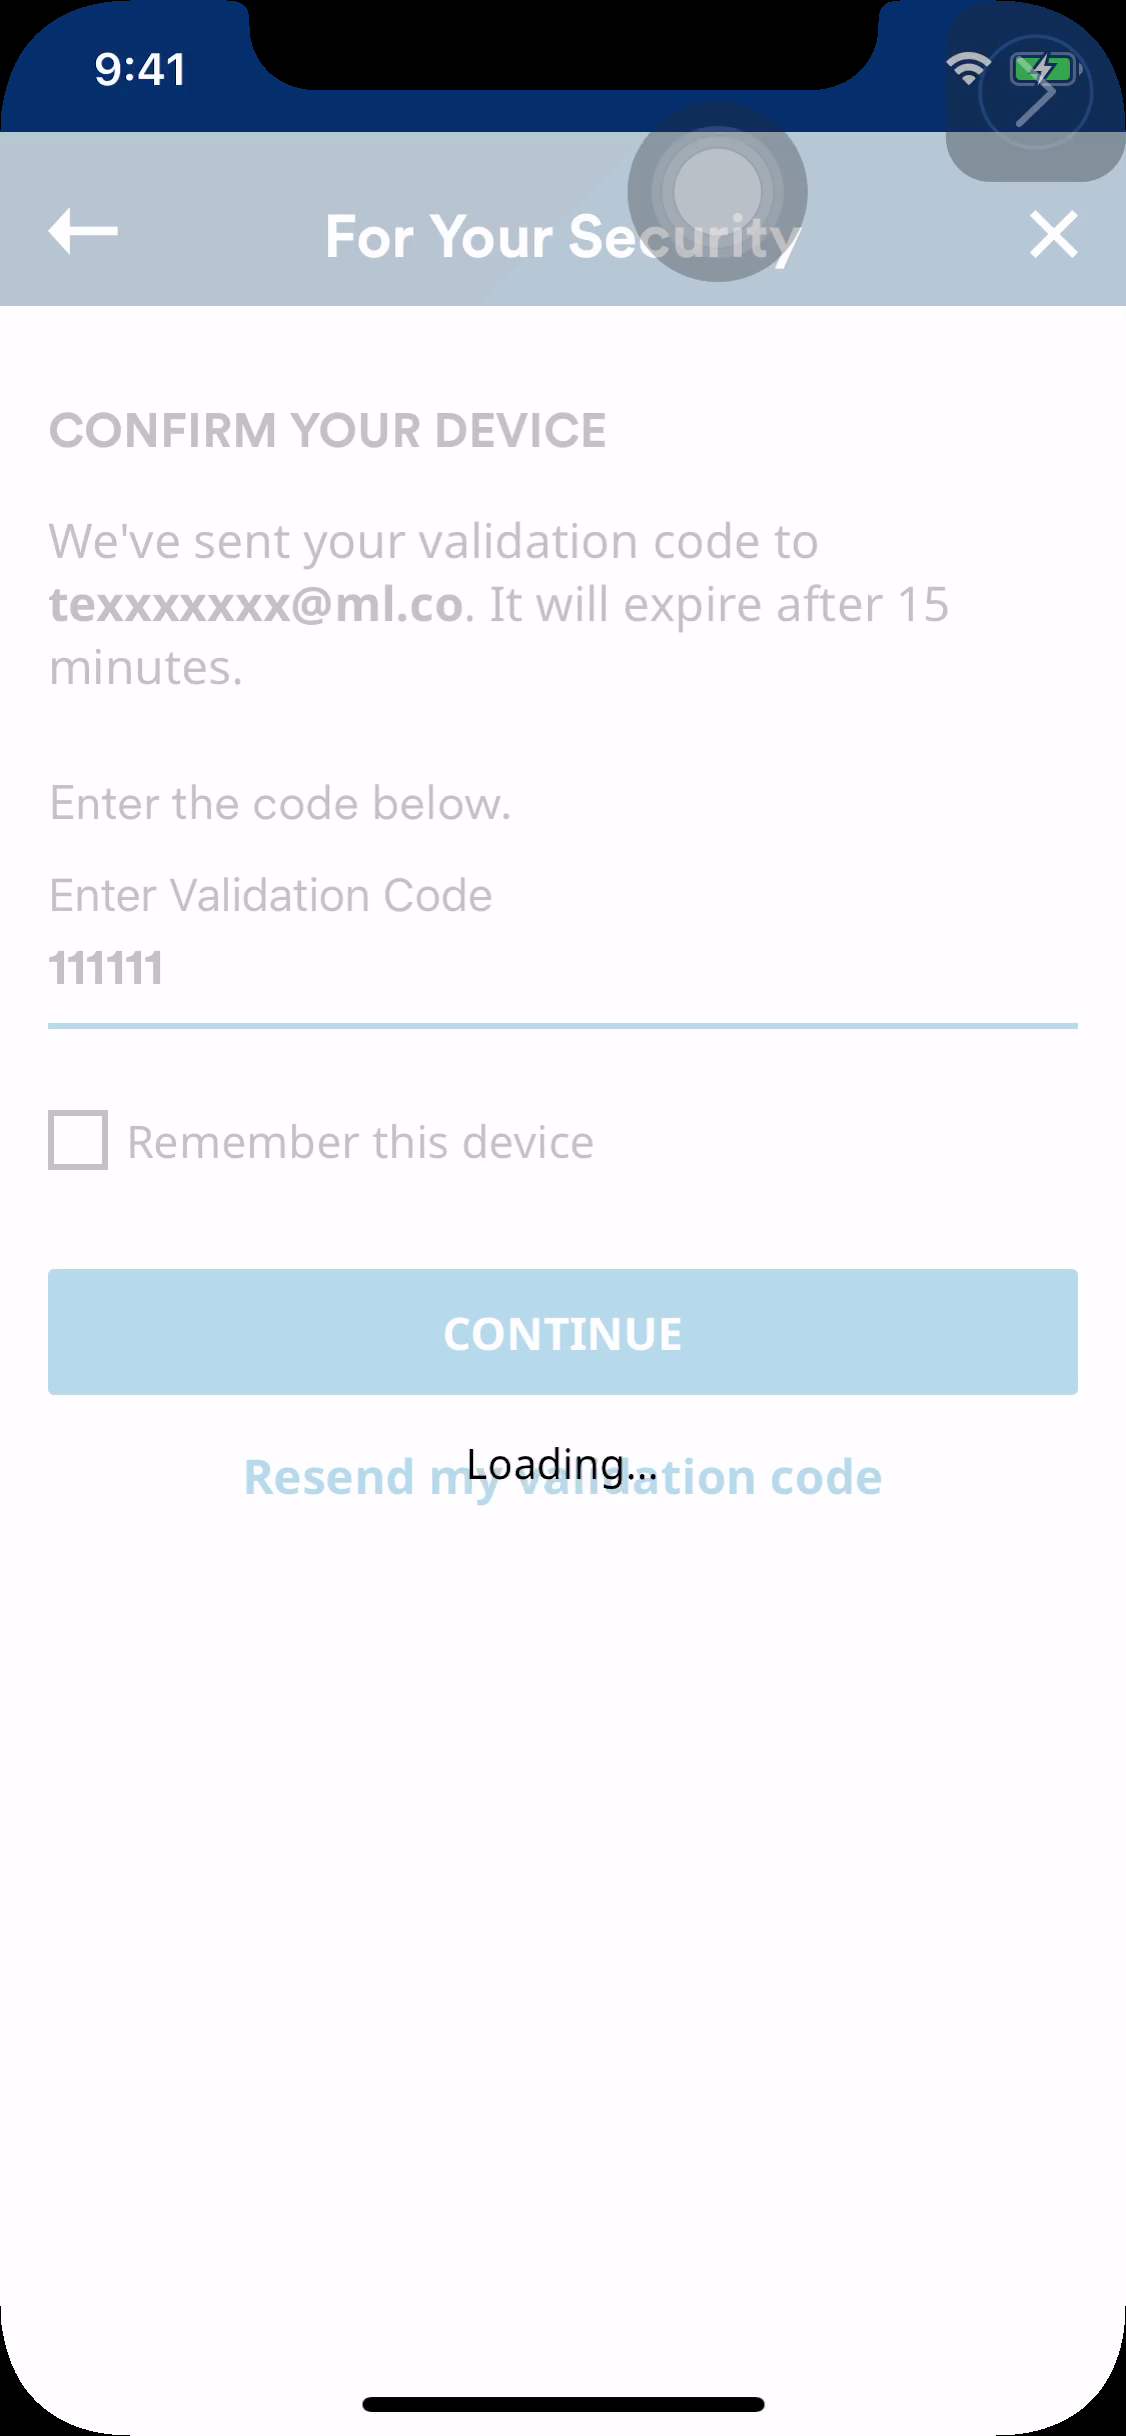 9:41
For Your Security
CONFIRM YOUR DEVICE
We've sent your validation code to
texxxxxxx@ml.co. It will expire after 15
minutes.
Enter the code below.
Enter Validation Code
111111
Remember this device
CONTINUE
Loading...
Resend my validation code